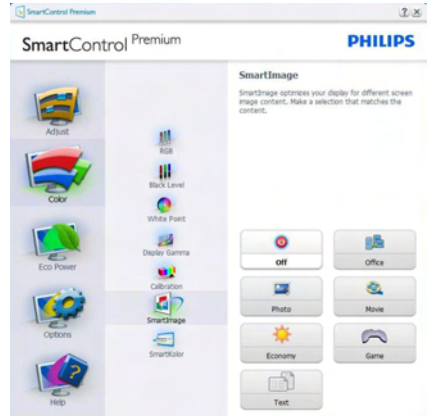 SmartControl Premium
SmartControl Premium
PHILIPS
Adjust
Color
Eco Power
Options
Help
RGB
Black Level
White Point
Display Gamma
Calibration
SmartImage
SmartKolor
SmartImage
SmartImage optimizes your display for different screen
image content. Make a selection that matches the
content.
Off
Office
Photo
Movie
Economy
Game
Text